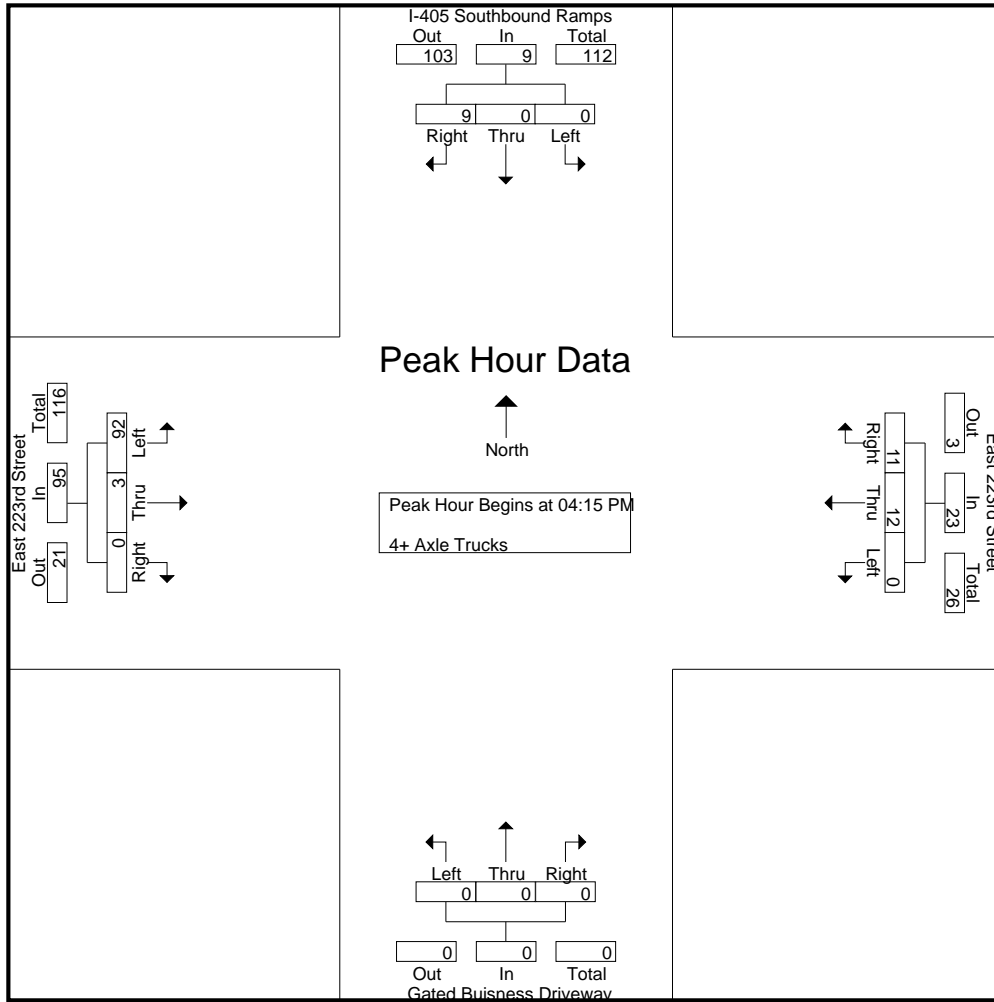 I-405 Southbound Ramps
Out In Total
103 9 112
9 0 0
Right Thru Left
Peak Hour Data
North
Peak Hour Begins at 04:15 PM
4+ Axle Trucks
East 223rd Street
Total In Out
116 95 21
92 3 0
Left Thru Right
East 223rd Street
Out In Total
3 23 26
11 12 0
Right Thru Left
Left Thru Right
0 0 0
0 0 0
Out In Total
Gated Buisness Driveway